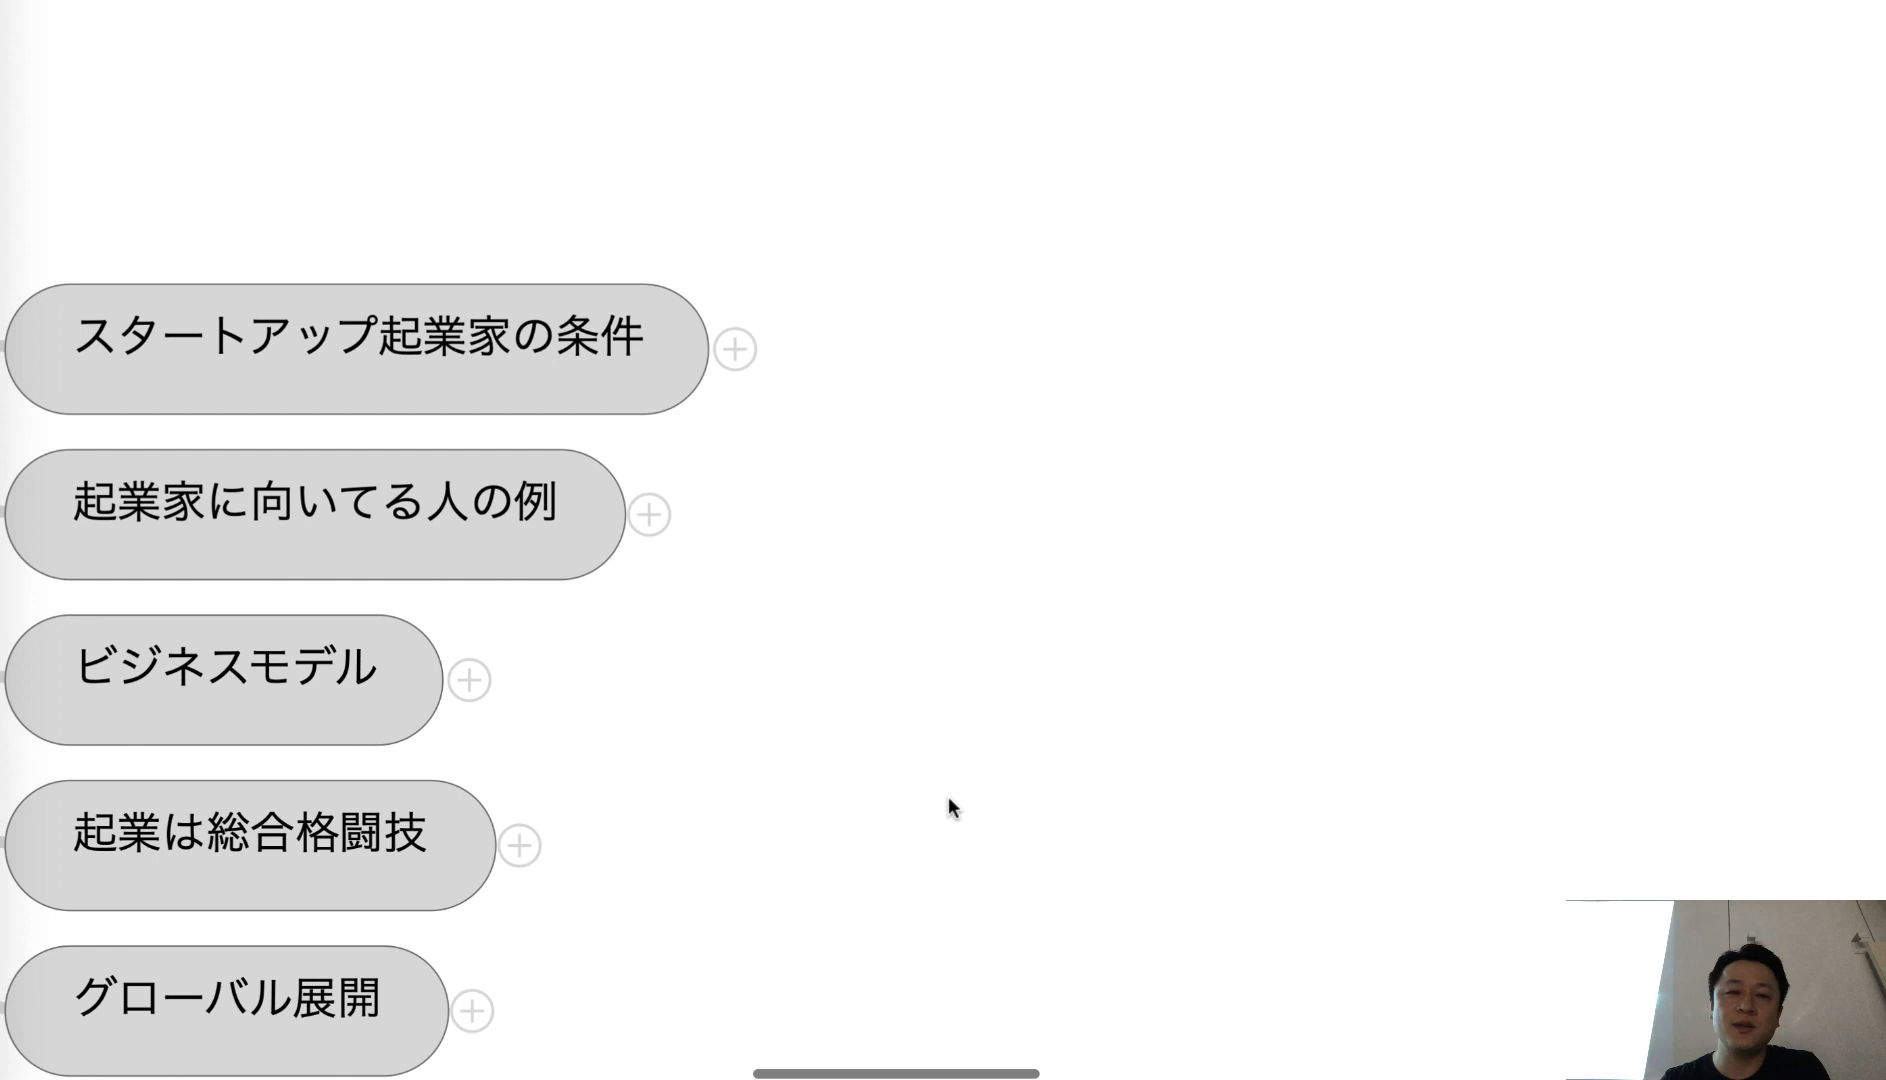 スタートアップ起業家の条件
起業家に向いてる人の例
ビジネスモデル
起業は総合格闘技
グローバル展開